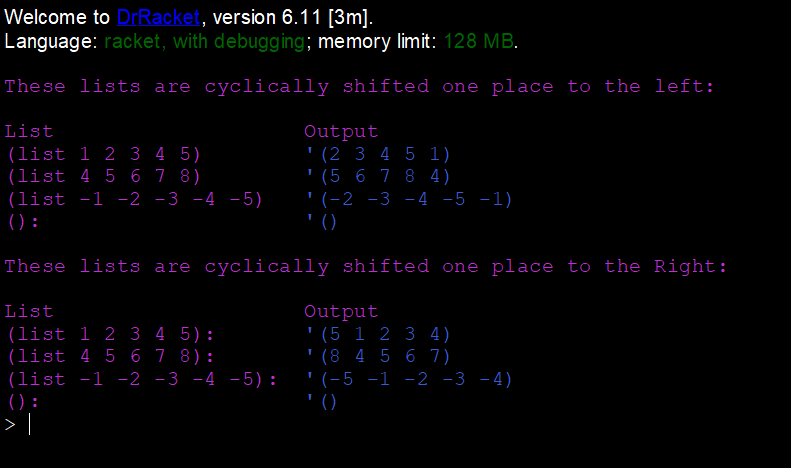 Welcome to DrRacket, version 6.11 [3m].
Language: racket, with debugging; memory limit: 128 MB.
These lists are cyclically shifted one place to the left:
List Output
(list 1 2 3 4 5) '(2 3 4 5 1)
(list 4 5 6 7 8) '(5 6 7 8 4)
(list -1 -2 -3 -4 -5) '(-2 -3 -4 -5 -1)
(): '()
These lists are cyclically shifted one place to the Right:
List Output
(list 1 2 3 4 5): '(5 1 2 3 4)
(list 4 5 6 7 8): '(8 4 5 6 7)
(list -1 -2 -3 -4 -5): '(-5 -1 -2 -3 -4)
(): '()
>